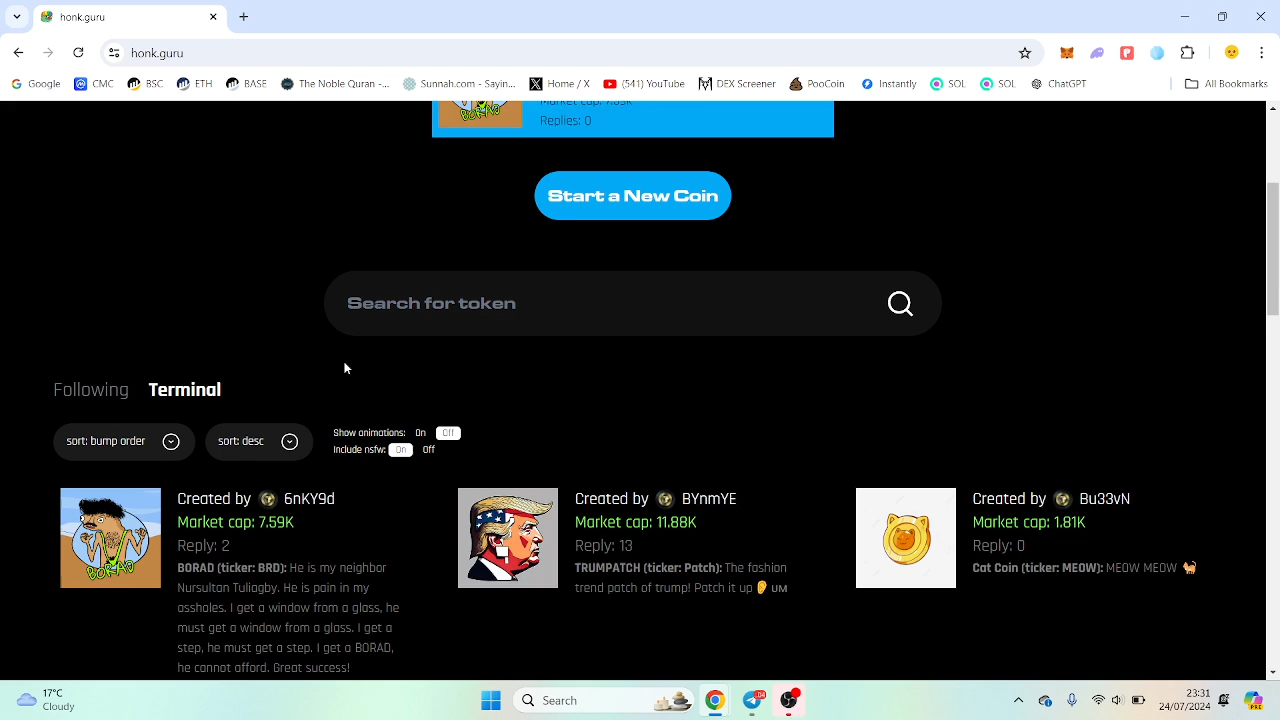 honk.guru
honk.guru
Google CMC BSC ETH BASE The Noble Quran -... Sunnah.com - Sayin... Home / X (541) YouTube DEX Screener PooCoin Instantly SOL SOL ChatGPT All Bookmarks
Replies: 0
Start a New Coin
Search for token
Following Terminal
sort: bump order
sort: desc
Show animations: On Off
Include nsfw: On Off
Created by 6nKY9d
Market cap: 7.59K
Reply: 2
BORAD (ticker: BRD): He is my neighbor
Nursultan Tuliagby. He is pain in my
assholes. I get a window from a glass, he
must get a window from a glass. I get a
step, he must get a step. I get a BORAD,
he cannot afford. Great success!
BORAD
Created by BYnmYE
Market cap: 11.88K
Reply: 13
TRUMPATCH (ticker: Patch): The fashion
trend patch of trump! Patch it up 👂 ᴜᴍ
Created by Bu33vN
Market cap: 1.81K
Reply: 0
Cat Coin (ticker: MEOW): MEOW MEOW 🐈
17°C
Cloudy
Search
04
23:31
24/07/2024
PRE